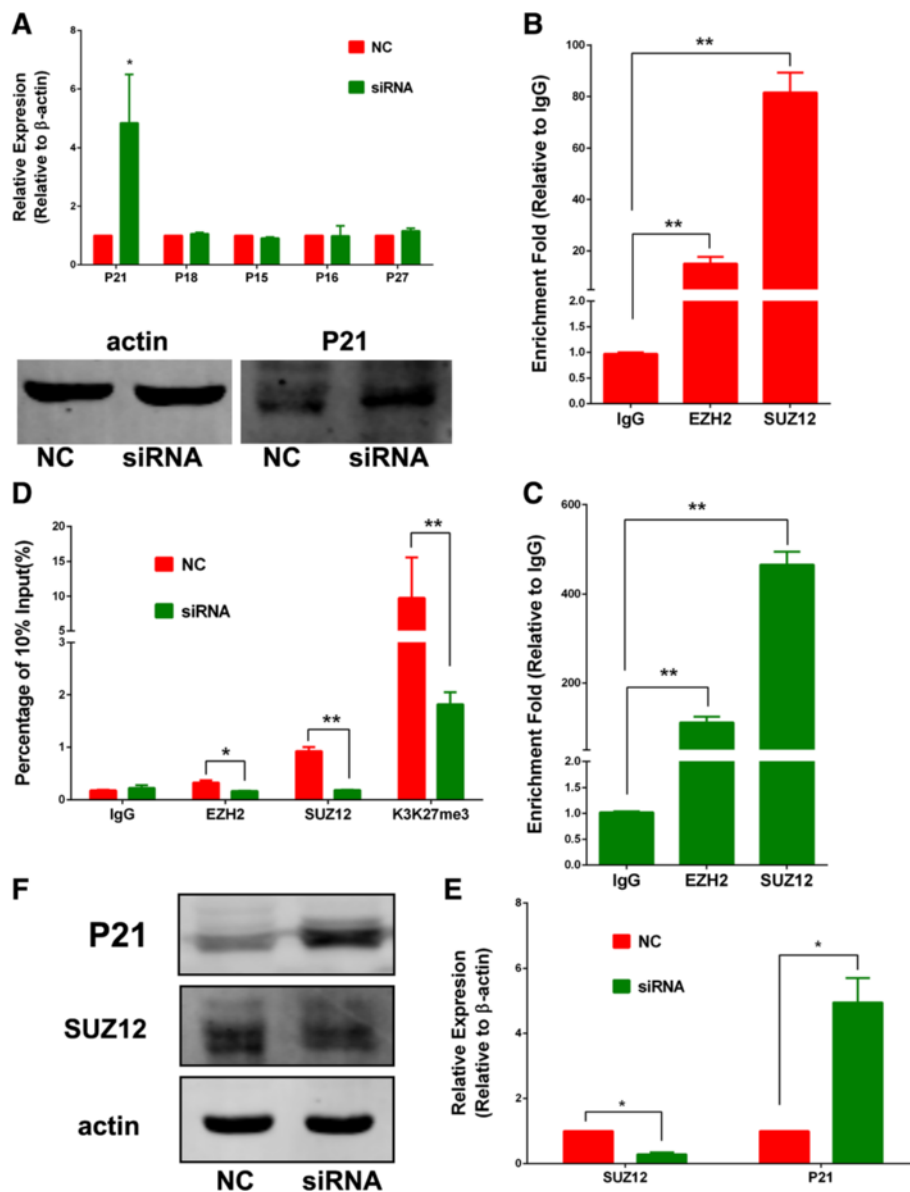 A
NC
siRNA
*
Relative Expresion
(Relative to β-actin)
8
6
4
2
0
P21 P18 P15 P16 P27
actin P21
NC siRNA NC siRNA
B
**
**
Enrichment Fold (Relative to IgG)
100
80
60
40
20
2.0
1.5
1.0
0.5
0.0
IgG EZH2 SUZ12
D
NC
siRNA
**
**
*
Percentage of 10% Input(%)
20
15
10
5
3
2
1
0
IgG EZH2 SUZ12 K3K27me3
C
**
**
Enrichment Fold (Relative to IgG)
600
400
200
2.0
1.5
1.0
0.5
0.0
IgG EZH2 SUZ12
F
P21
SUZ12
actin
NC siRNA
E
NC
siRNA
*
*
Relative Expresion
(Relative to β-actin)
8
6
4
2
0
SUZ12 P21